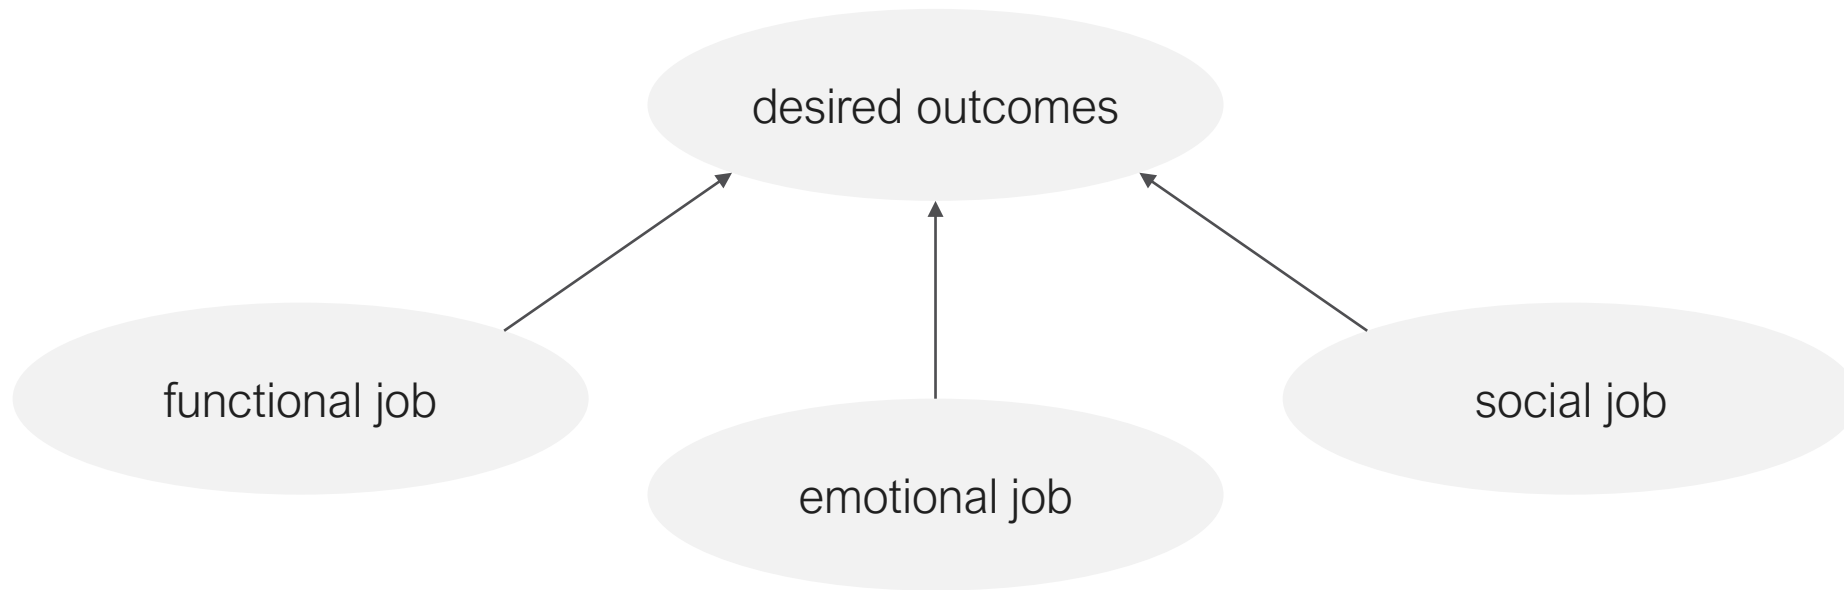 desired outcomes
functional job
emotional job
social job